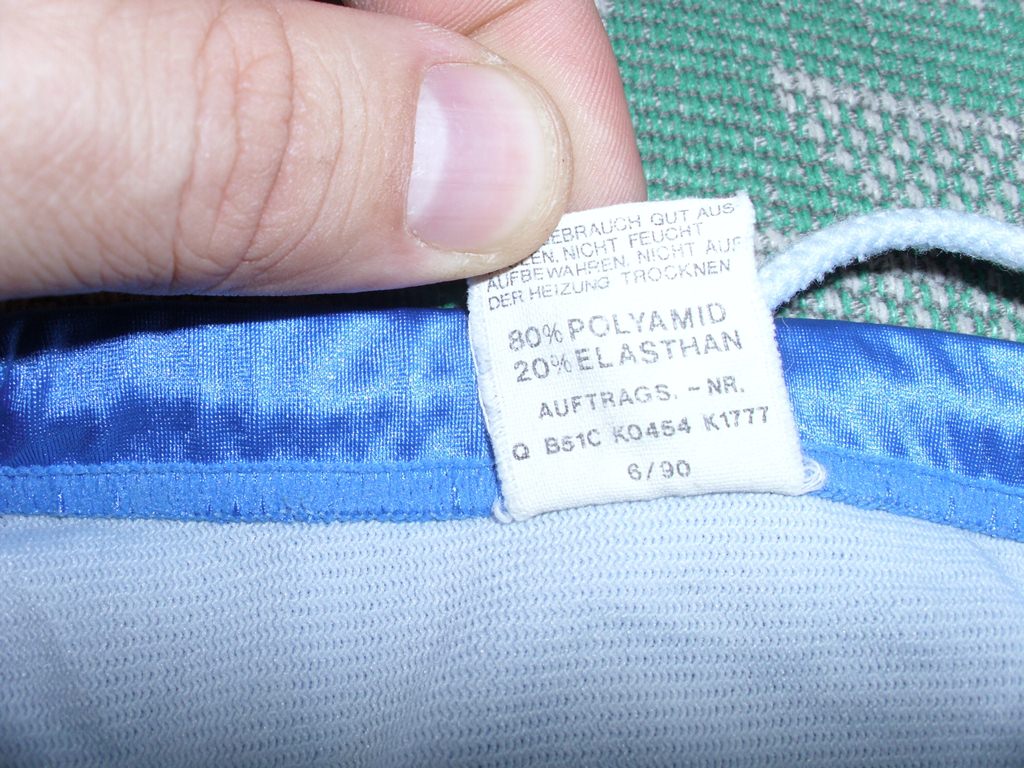 GEBRAUCH GUT AUS
LEN. NICHT FEUCHT
AUFBEWAHREN. NICHT AUF
DER HEIZUNG TROCKNEN
80% POLYAMID
20% ELASTHAN
AUFTRAGS. - NR.
Q B51C K0454 K1777
6/90